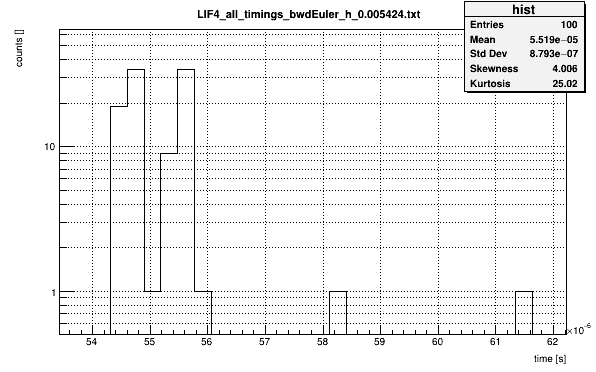 LIF4_all_timings_bwdEuler_h_0.005424.txt
hist
Entries 100
Mean 5.519e−05
Std Dev 8.793e−07
Skewness 4.006
Kurtosis 25.02
counts []
10
1
54 55 56 57 58 59 60 61 62
×10⁻⁶
time [s]